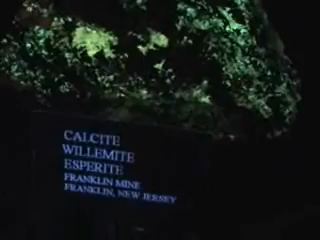 CALCITE
WILLEMITE
ESPERITE
FRANKLIN MINE
FRANKLIN, NEW JERSEY